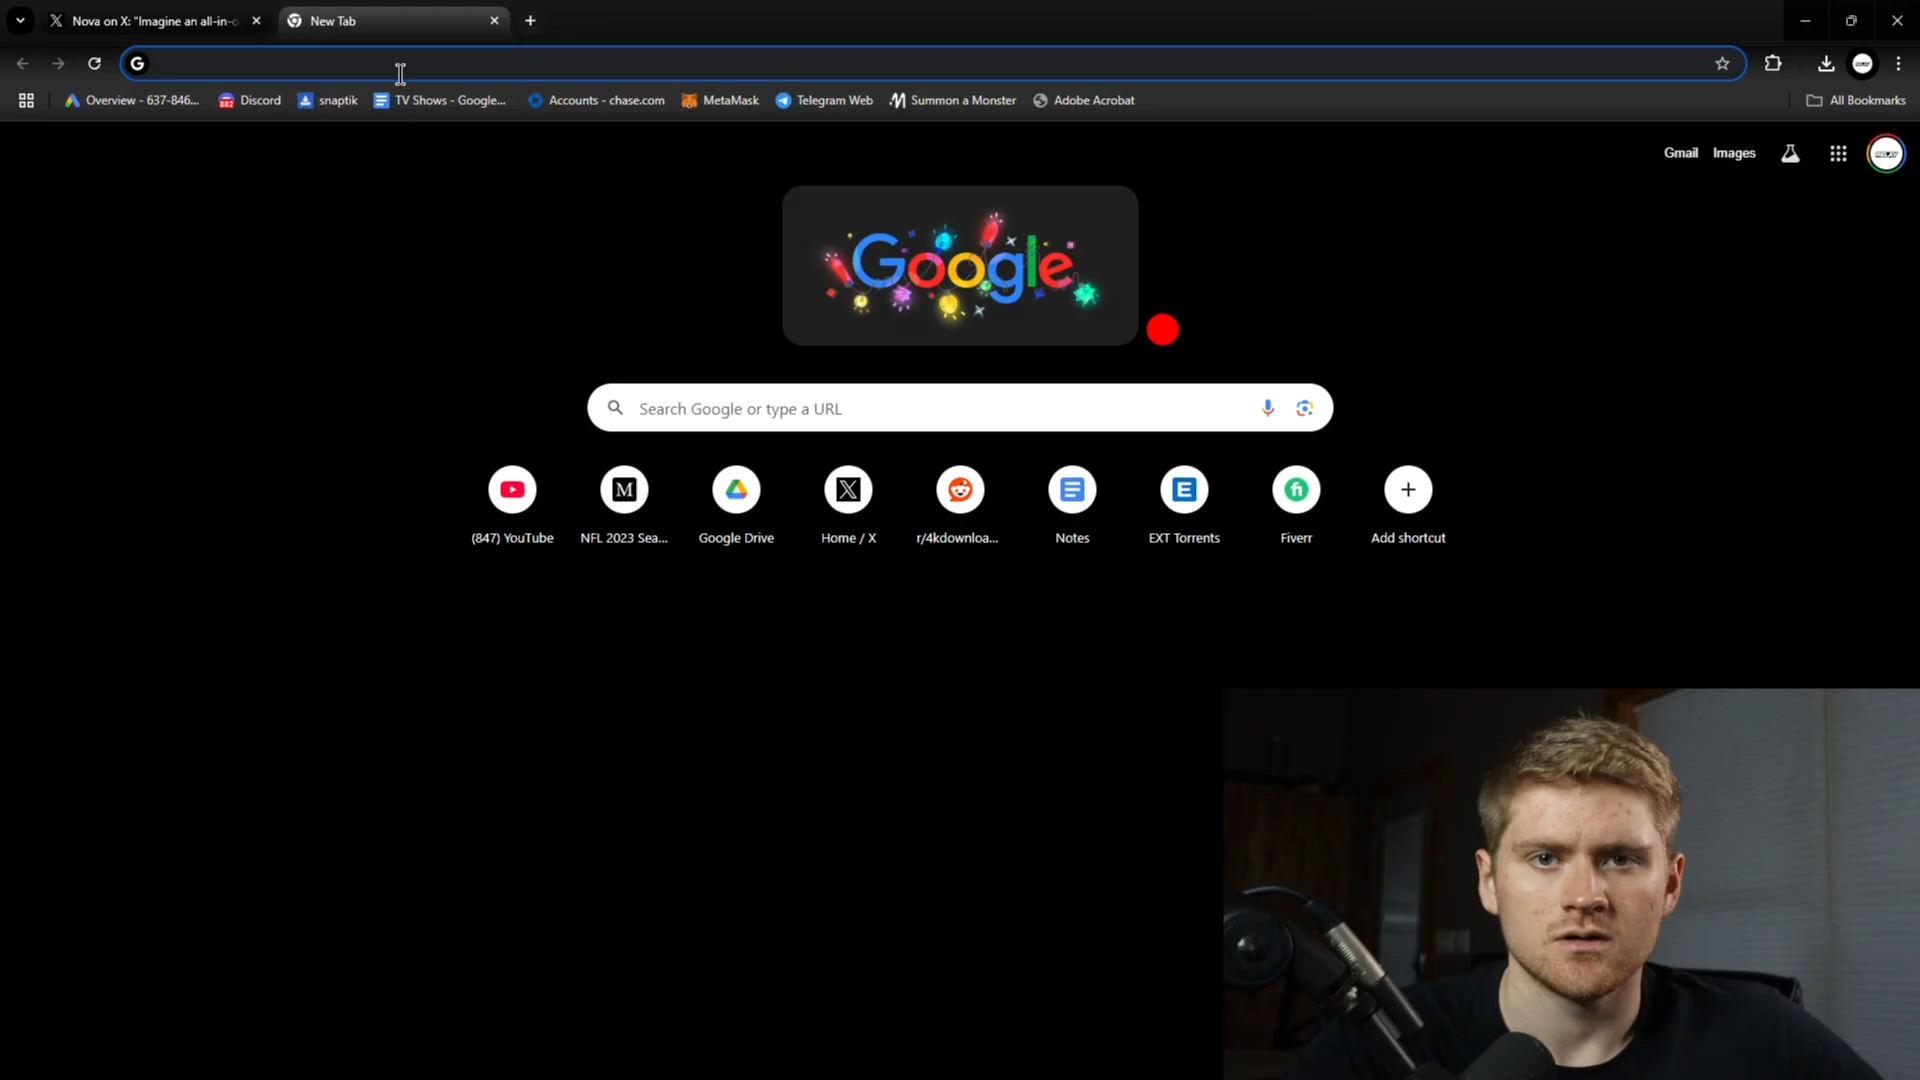 Nova on X: "Imagine an all-in-o
New Tab
Overview - 637-846...
Discord
snaptik
TV Shows - Google...
Accounts - chase.com
MetaMask
Telegram Web
Summon a Monster
Adobe Acrobat
All Bookmarks
Gmail
Images
Google
Search Google or type a URL
(847) YouTube
NFL 2023 Sea...
Google Drive
Home / X
r/4kdownloa...
Notes
EXT Torrents
Fiverr
Add shortcut